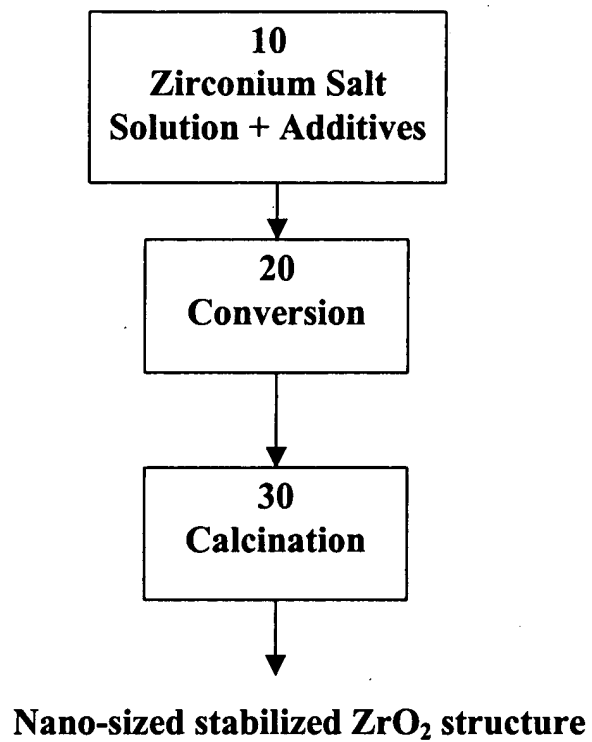 10
Zirconium Salt
Solution + Additives
20
Conversion
30
Calcination
Nano-sized stabilized ZrO₂ structure